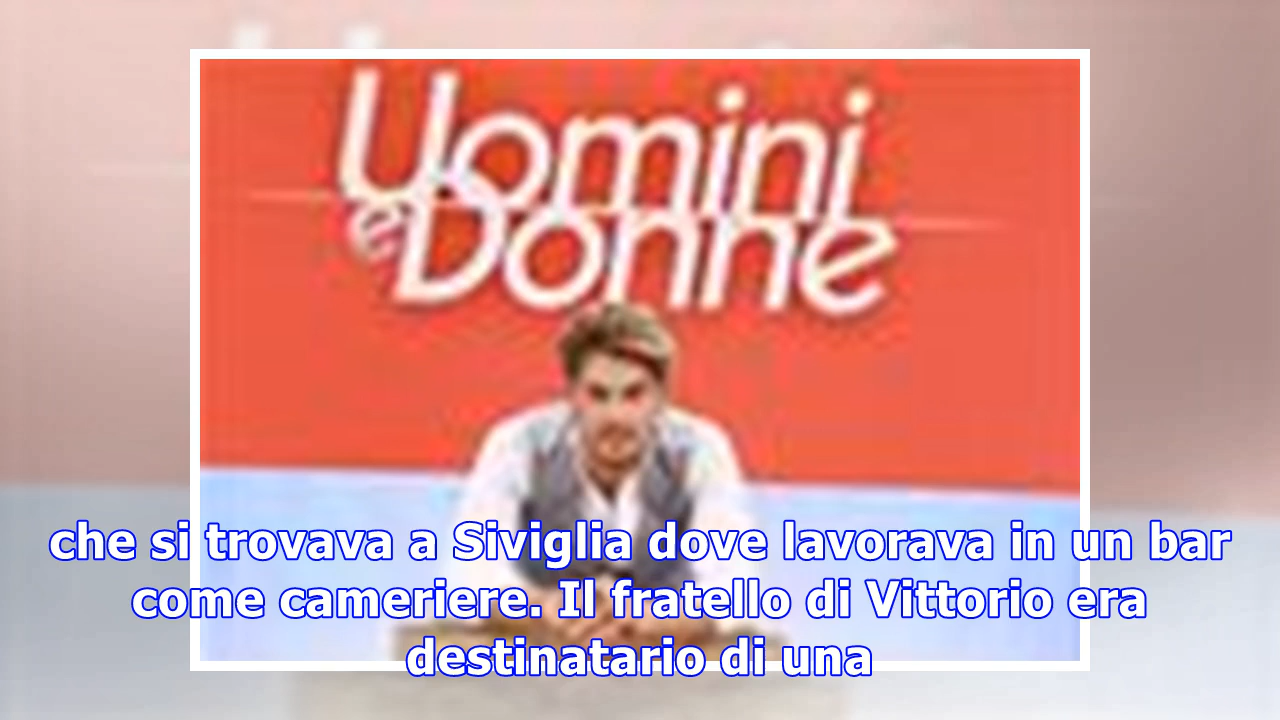 Uomini
e Donne
che si trovava a Siviglia dove lavorava in un bar
come cameriere. Il fratello di Vittorio era
destinatario di una